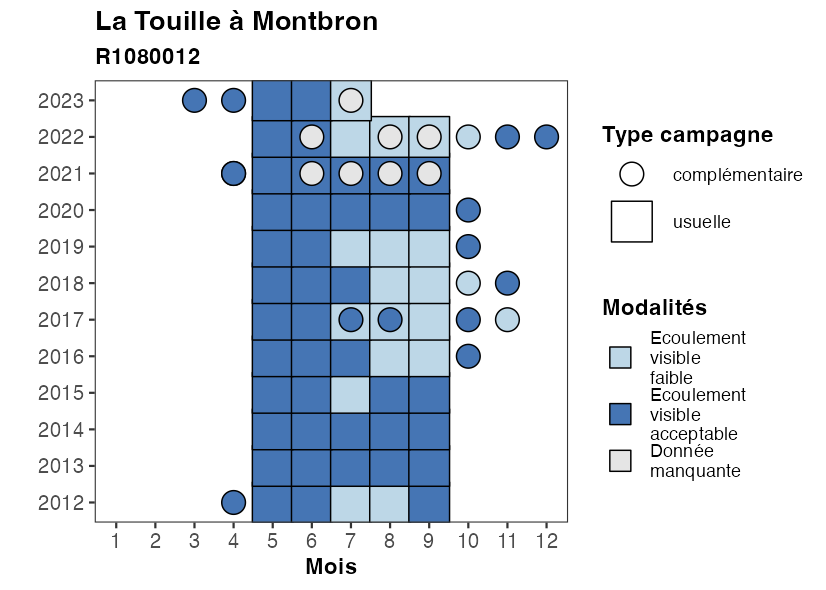 La Touille à Montbron
R1080012
2023
2022
2021
2020
2019
2018
2017
2016
2015
2014
2013
2012
1 2 3 4 5 6 7 8 9 10 11 12
Mois
Type campagne
complémentaire
usuelle
Modalités
Ecoulement
visible
faible
Ecoulement
visible
acceptable
Donnée
manquante